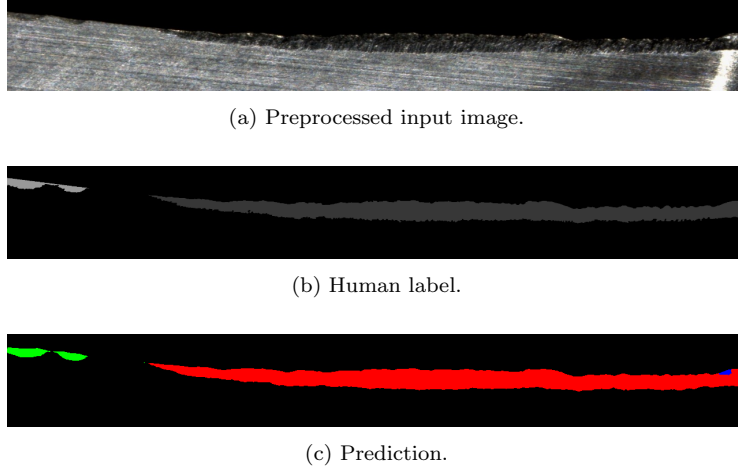 (a) Preprocessed input image.
(b) Human label.
(c) Prediction.